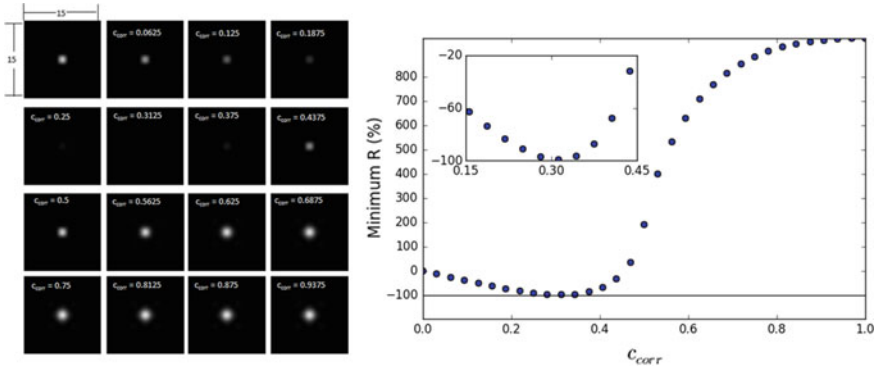 15
15
c_corr = 0.0625
c_corr = 0.125
c_corr = 0.1875
c_corr = 0.25
c_corr = 0.3125
c_corr = 0.375
c_corr = 0.4375
c_corr = 0.5
c_corr = 0.5625
c_corr = 0.625
c_corr = 0.6875
c_corr = 0.75
c_corr = 0.8125
c_corr = 0.875
c_corr = 0.9375
Minimum R (%)
800
700
600
500
400
300
200
100
0
−100
0.0
0.2
0.4
0.6
0.8
1.0
c_corr
−20
−60
−100
0.15
0.30
0.45